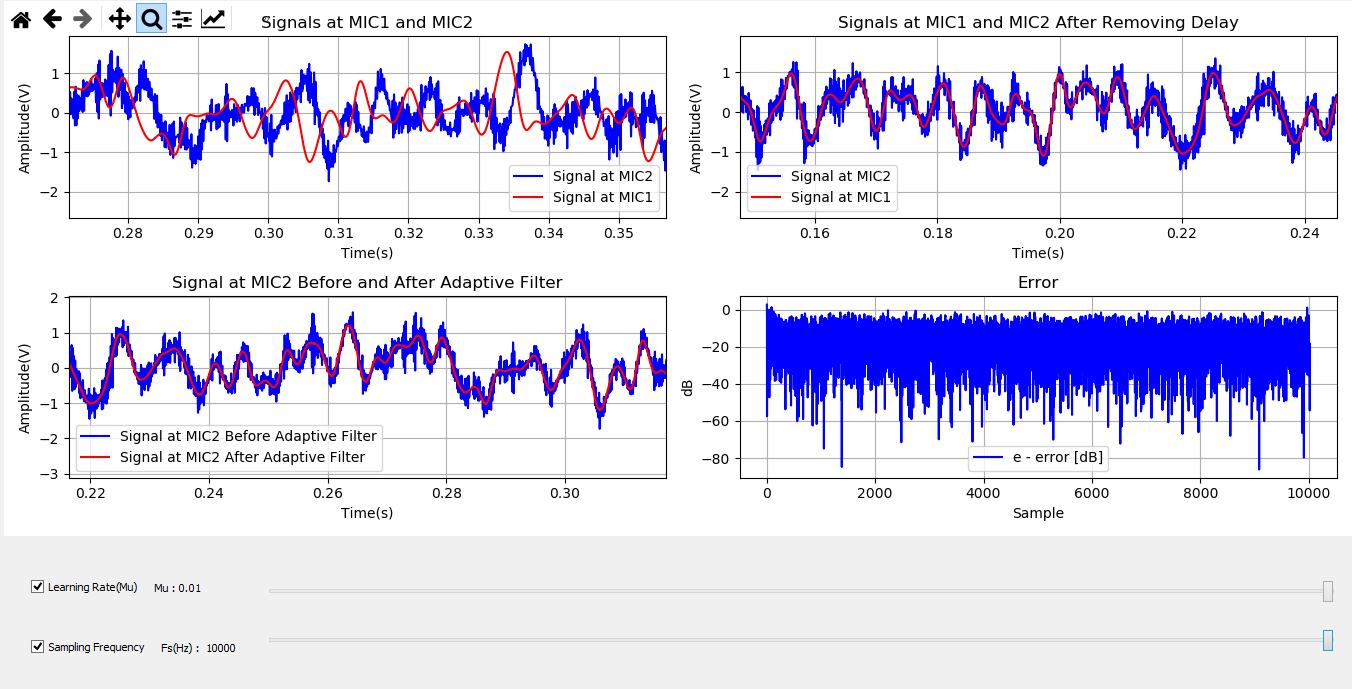 Signals at MIC1 and MIC2
Amplitude(V)
1
0
−1
−2
0.28 0.29 0.30 0.31 0.32 0.33 0.34 0.35
Time(s)
Signal at MIC2
Signal at MIC1
Signals at MIC1 and MIC2 After Removing Delay
Amplitude(V)
1
0
−1
−2
0.16 0.18 0.20 0.22 0.24
Time(s)
Signal at MIC2
Signal at MIC1
Signal at MIC2 Before and After Adaptive Filter
Amplitude(V)
2
1
0
−1
−2
−3
0.22 0.24 0.26 0.28 0.30
Time(s)
Signal at MIC2 Before Adaptive Filter
Signal at MIC2 After Adaptive Filter
Error
dB
0
−20
−40
−60
−80
0 2000 4000 6000 8000 10000
Sample
e - error [dB]
Learning Rate(Mu) Mu : 0.01
Sampling Frequency Fs(Hz) : 10000